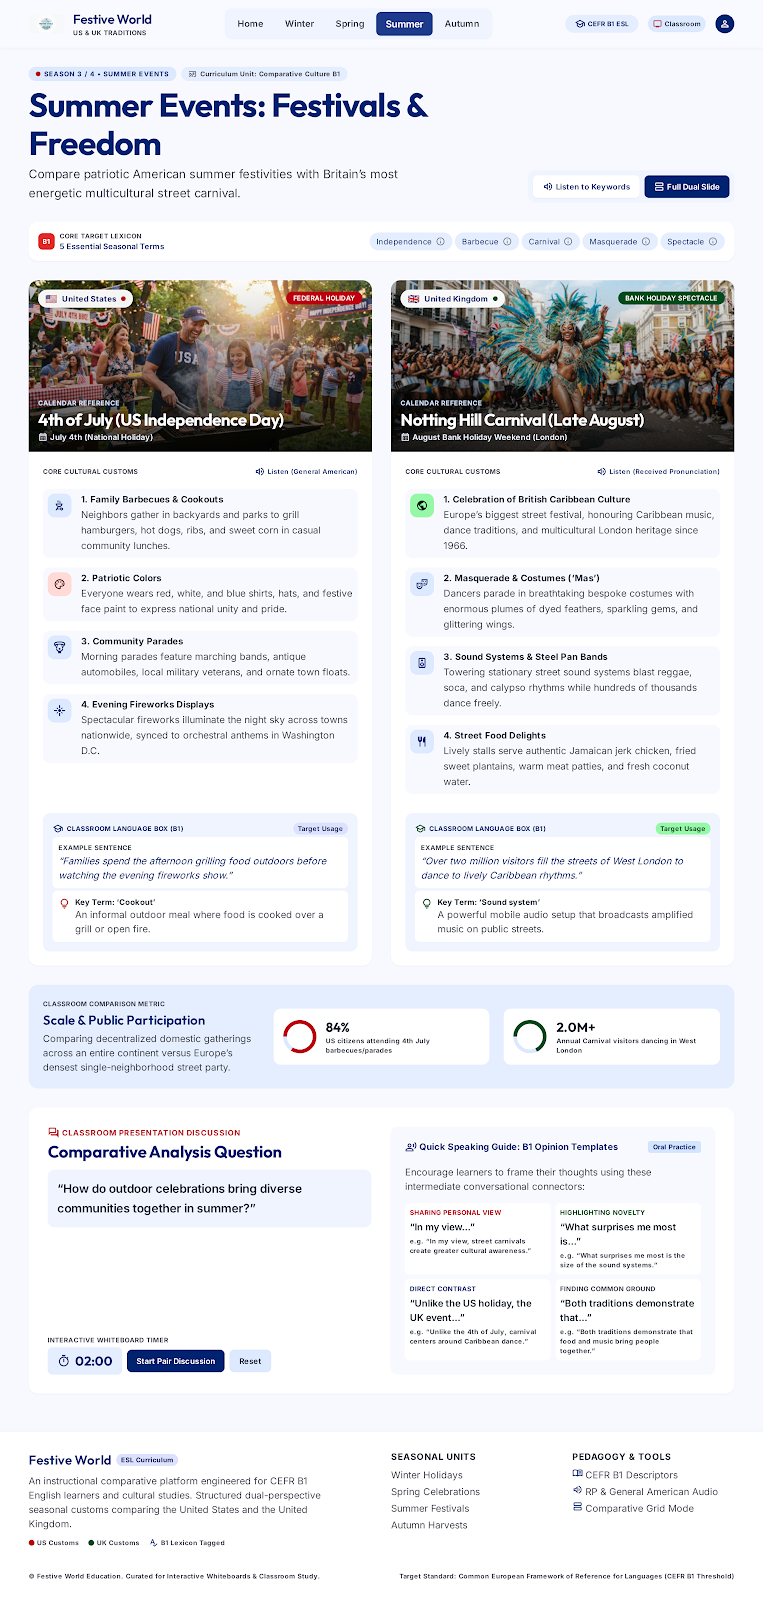 Festive World
US & UK TRADITIONS
Home
Winter
Spring
Summer
Autumn
CEFR B1 ESL
Classroom
SEASON 3 / 4 • SUMMER EVENTS
Curriculum Unit: Comparative Culture B1
Summer Events: Festivals &
Freedom
Compare patriotic American summer festivities with Britain's most
energetic multicultural street carnival.
Listen to Keywords
Full Dual Slide
B1
CORE TARGET LEXICON
5 Essential Seasonal Terms
Independence
Barbecue
Carnival
Masquerade
Spectacle
United States
FEDERAL HOLIDAY
JULY 4TH BBQ!
USA
CALENDAR REFERENCE
4th of July (US Independence Day)
July 4th (National Holiday)
CORE CULTURAL CUSTOMS
Listen (General American)
1. Family Barbecues & Cookouts
Neighbors gather in backyards and parks to grill
hamburgers, hot dogs, ribs, and sweet corn in casual
community lunches.
2. Patriotic Colors
Everyone wears red, white, and blue shirts, hats, and festive
face paint to express national unity and pride.
3. Community Parades
Morning parades feature marching bands, antique
automobiles, local military veterans, and ornate town floats.
4. Evening Fireworks Displays
Spectacular fireworks illuminate the night sky across towns
nationwide, synced to orchestral anthems in Washington
D.C.
CLASSROOM LANGUAGE BOX (B1)
Target Usage
EXAMPLE SENTENCE
“Families spend the afternoon grilling food outdoors before
watching the evening fireworks show.”
Key Term: ‘Cookout’
An informal outdoor meal where food is cooked over a
grill or open fire.
United Kingdom
BANK HOLIDAY SPECTACLE
CALENDAR REFERENCE
Notting Hill Carnival (Late August)
August Bank Holiday Weekend (London)
CORE CULTURAL CUSTOMS
Listen (Received Pronunciation)
1. Celebration of British Caribbean Culture
Europe's biggest street festival, honouring Caribbean music,
dance traditions, and multicultural London heritage since
1966.
2. Masquerade & Costumes (‘Mas’)
Dancers parade in breathtaking bespoke costumes with
enormous plumes of dyed feathers, sparkling gems, and
glittering wings.
3. Sound Systems & Steel Pan Bands
Towering stationary street sound systems blast reggae,
soca, and calypso rhythms while hundreds of thousands
dance freely.
4. Street Food Delights
Lively stalls serve authentic Jamaican jerk chicken, fried
sweet plantains, warm meat patties, and fresh coconut
water.
CLASSROOM LANGUAGE BOX (B1)
Target Usage
EXAMPLE SENTENCE
“Over two million visitors fill the streets of West London to
dance to lively Caribbean rhythms.”
Key Term: ‘Sound system’
A powerful mobile audio setup that broadcasts amplified
music on public streets.
CLASSROOM COMPARISON METRIC
Scale & Public Participation
Comparing decentralized domestic gatherings
across an entire continent versus Europe's
densest single-neighborhood street party.
84%
US citizens attending 4th July
barbecues/parades
2.0M+
Annual Carnival visitors dancing in West
London
CLASSROOM PRESENTATION DISCUSSION
Comparative Analysis Question
“How do outdoor celebrations bring diverse
communities together in summer?”
INTERACTIVE WHITEBOARD TIMER
02:00
Start Pair Discussion
Reset
Quick Speaking Guide: B1 Opinion Templates
Oral Practice
Encourage learners to frame their thoughts using these
intermediate conversational connectors:
SHARING PERSONAL VIEW
“In my view...”
e.g. “In my view, street carnivals
create greater cultural awareness.”
HIGHLIGHTING NOVELTY
“What surprises me most
is...”
e.g. “What surprises me most is the
size of the sound systems.”
DIRECT CONTRAST
“Unlike the US holiday, the
UK event...”
e.g. “Unlike the 4th of July, carnival
centers around Caribbean dance.”
FINDING COMMON GROUND
“Both traditions demonstrate
that...”
e.g. “Both traditions demonstrate that
food and music bring people
together.”
Festive World
ESL Curriculum
An instructional comparative platform engineered for CEFR B1
English learners and cultural studies. Structured dual-perspective
seasonal customs comparing the United States and the United
Kingdom.
US Customs
UK Customs
B1 Lexicon Tagged
SEASONAL UNITS
Winter Holidays
Spring Celebrations
Summer Festivals
Autumn Harvests
PEDAGOGY & TOOLS
CEFR B1 Descriptors
RP & General American Audio
Comparative Grid Mode
© Festive World Education. Curated for Interactive Whiteboards & Classroom Study.
Target Standard: Common European Framework of Reference for Languages (CEFR B1 Threshold)